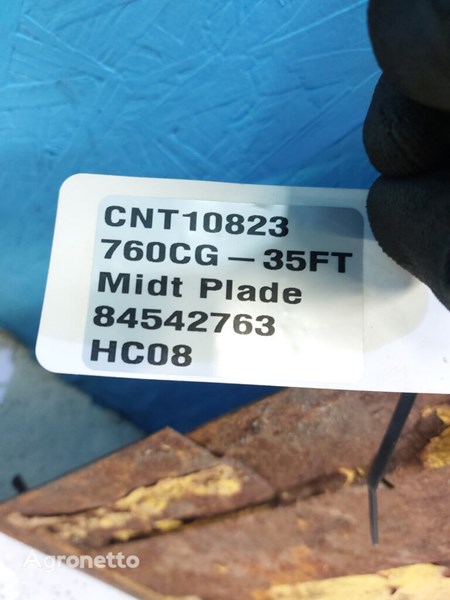 CNT10823
760CG – 35FT
Midt Plade
84542763
HC08
Agronetto